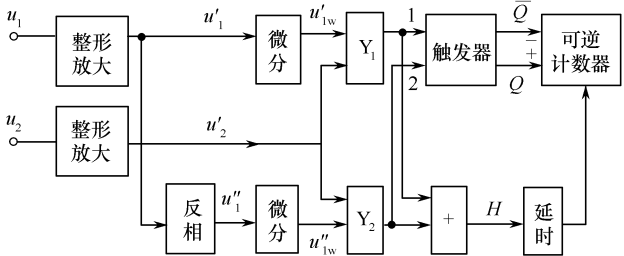 u1
整形
放大
u′1
微分
u′1w
Y1
1
2
触发器
Q̅
−
+
Q
可逆
计数器
u2
整形
放大
u′2
反相
u″1
微分
u″1w
Y2
+
H
延时